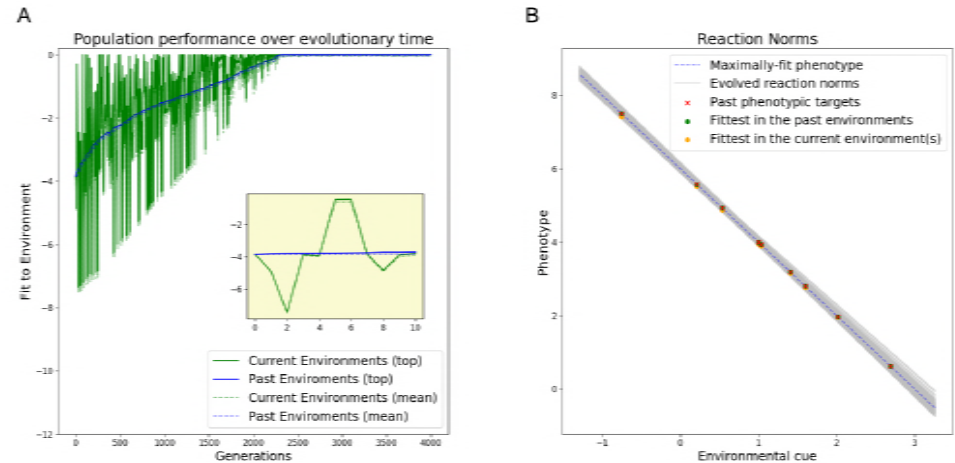 A
B
Population performance over evolutionary time
Reaction Norms
0
−2
−4
−6
−8
−10
−12
Fit to Environment
0
500
1000
1500
2000
2500
3000
3500
4000
Generations
−2
−4
−6
0
2
4
6
8
10
Current Environments (top)
Past Enviroments (top)
Current Environments (mean)
Past Enviroments (mean)
8
6
4
2
0
Phenotype
−1
0
1
2
3
Environmental cue
Maximally-fit phenotype
Evolved reaction norms
Past phenotypic targets
Fittest in the past environments
Fittest in the current environment(s)